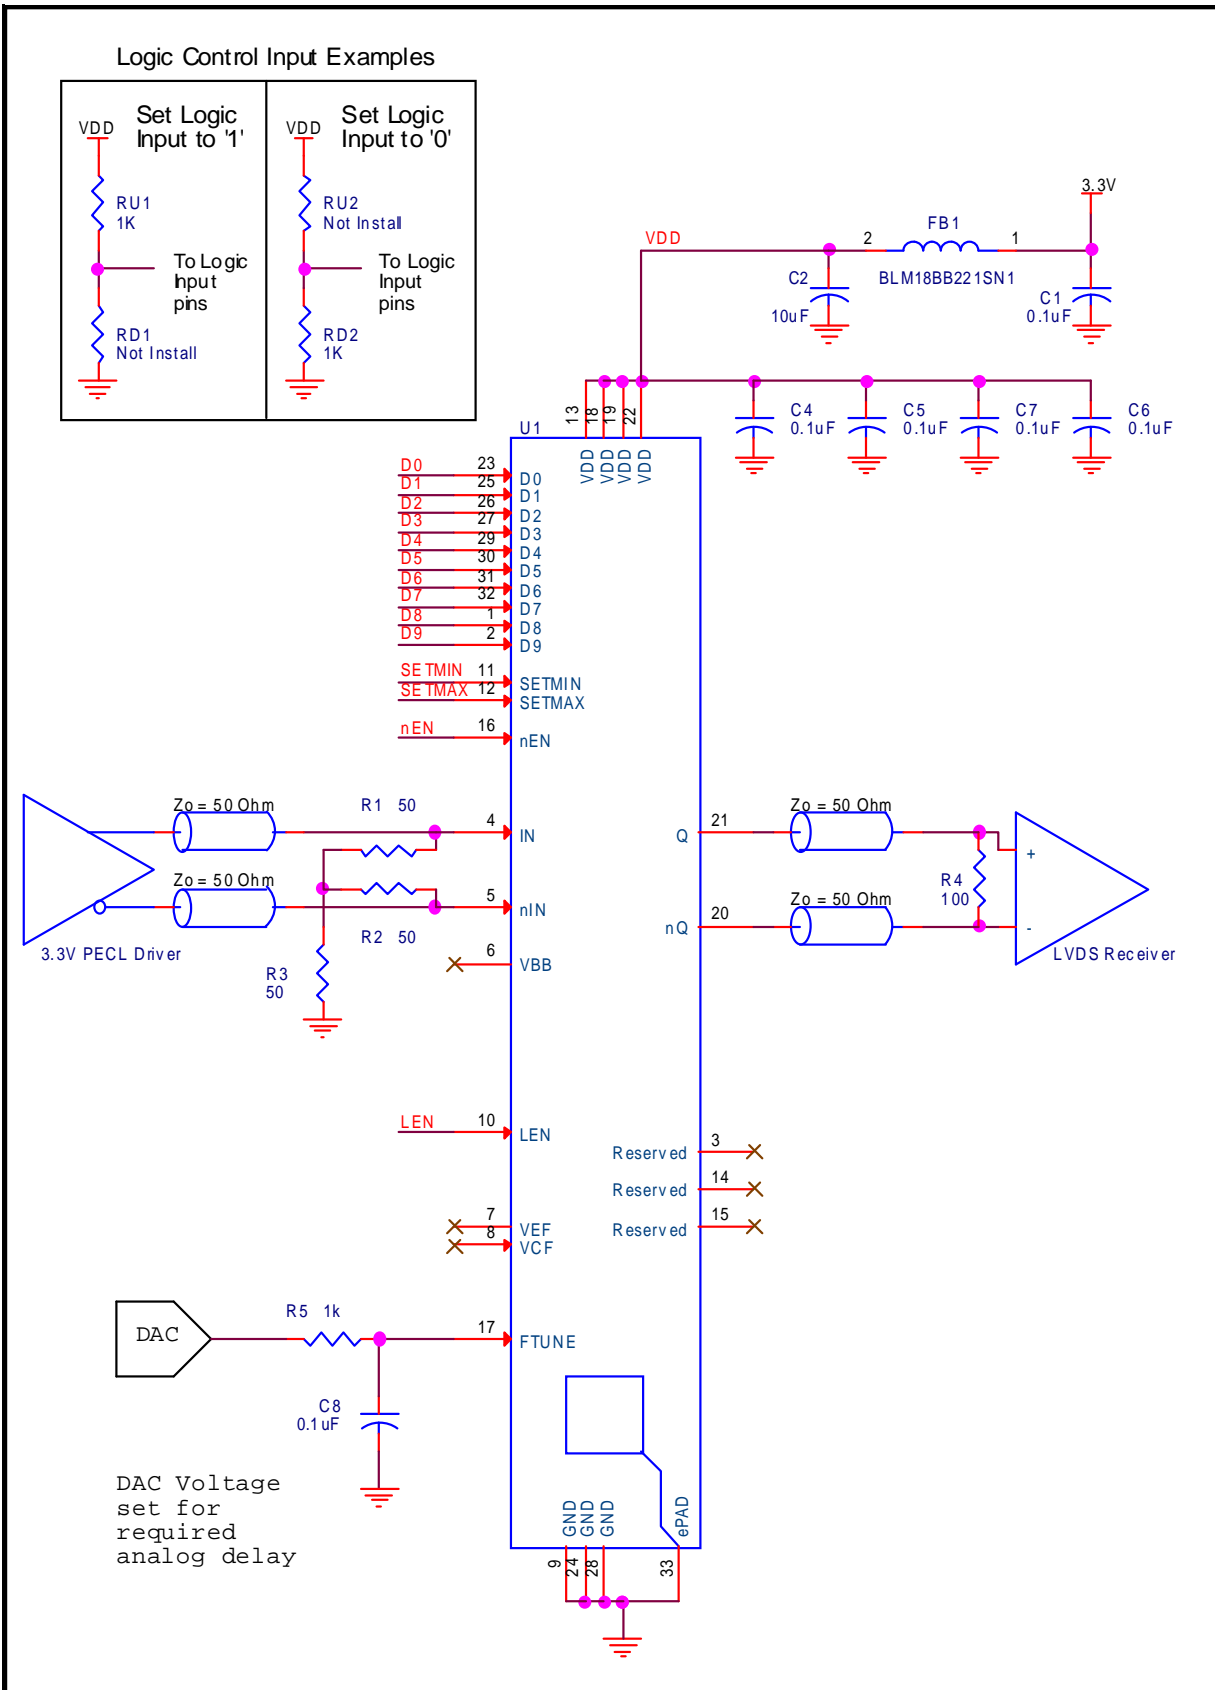 Logic Control Input Examples
VDD
Set Logic
Input to '1'
RU1
1K
To Logic
Input
pins
RD1
Not Install
VDD
Set Logic
Input to '0'
RU2
Not Install
To Logic
Input
pins
RD2
1K
3.3V
VDD
2
FB1
1
BLM18BB221SN1
C2
10uF
C1
0.1uF
13
18
19
22
C4
0.1uF
C5
0.1uF
C7
0.1uF
C6
0.1uF
U1
VDD
VDD
VDD
VDD
D0 23 D0
D1 25 D1
D2 26 D2
D3 27 D3
D4 29 D4
D5 30 D5
D6 31 D6
D7 32 D7
D8 1 D8
D9 2 D9
SETMIN 11 SETMIN
SETMAX 12 SETMAX
nEN 16 nEN
Zo = 50 Ohm
R1 50
4
IN
Zo = 50 Ohm
5
nIN
R2 50
3.3V PECL Driver
R3
50
6
VBB
21
Q
Zo = 50 Ohm
+
R4
100
Zo = 50 Ohm
20
nQ
-
LVDS Receiver
LEN 10 LEN
Reserved 3
Reserved 14
Reserved 15
7
VEF
8
VCF
DAC
R5 1k
17
FTUNE
C8
0.1uF
DAC Voltage
set for
required
analog delay
GND
GND
GND
ePAD
9
24
28
33